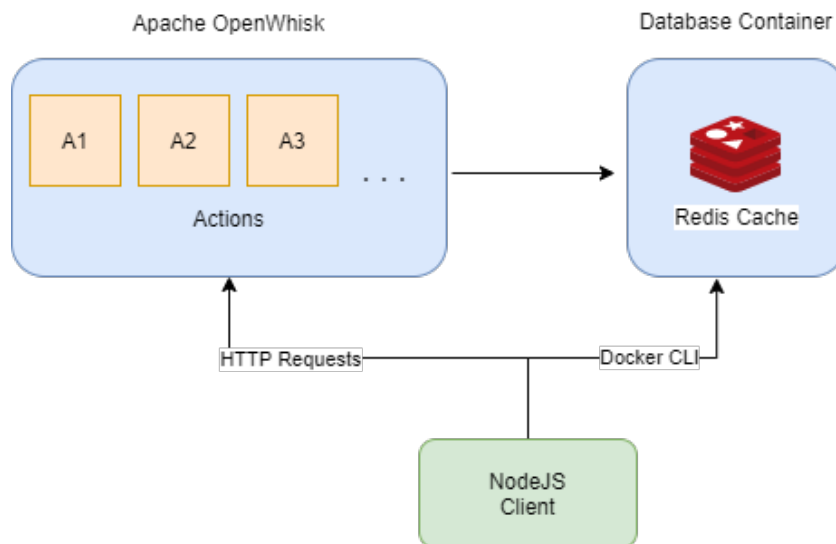 Apache OpenWhisk
Database Container
A1
A2
A3
. . .
Actions
Redis Cache
HTTP Requests
Docker CLI
NodeJS
Client